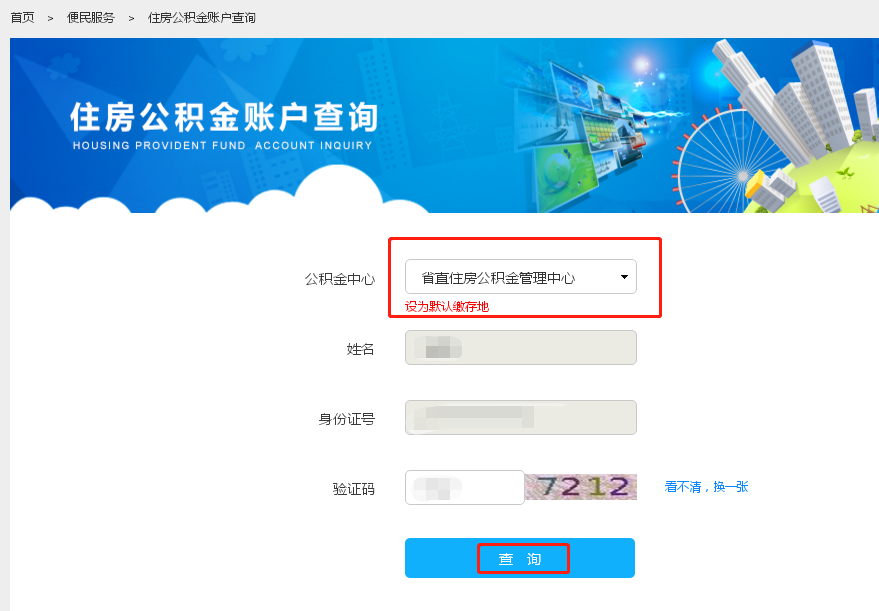 首页 > 便民服务 > 住房公积金账户查询
住房公积金账户查询
HOUSING PROVIDENT FUND ACCOUNT INQUIRY
公积金中心
省直住房公积金管理中心
设为默认缴存地
姓名
身份证号
验证码
7212
看不清，换一张
查 询